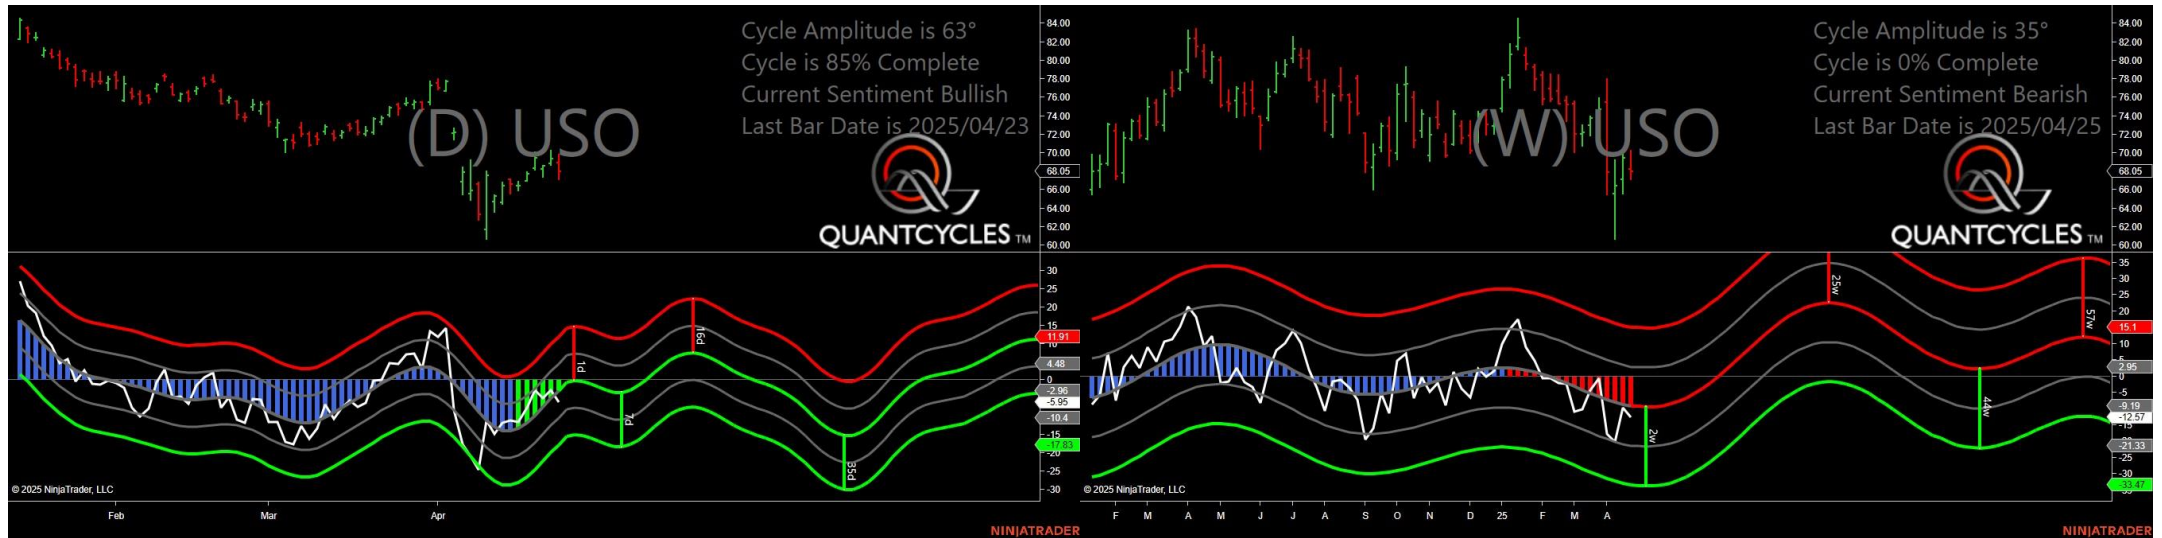 Cycle Amplitude is 63°
Cycle is 85% Complete
Current Sentiment Bullish
Last Bar Date is 2025/04/23
(D) USO
QUANTCYCLES TM
84.00
82.00
80.00
78.00
76.00
74.00
72.00
70.00
68.05
66.00
64.00
62.00
60.00
30
25
20
15
11.91
10
4.48
0
-2.96
-5.95
-10.4
-15
-17.83
-20
-25
-30
1d
7d
16d
35d
© 2025 NinjaTrader, LLC
Feb
Mar
Apr
NINJATRADER
Cycle Amplitude is 35°
Cycle is 0% Complete
Current Sentiment Bearish
Last Bar Date is 2025/04/25
(W) USO
QUANTCYCLES TM
84.00
82.00
80.00
78.00
76.00
74.00
72.00
70.00
68.05
66.00
64.00
62.00
60.00
35
30
25
20
15.1
10
5
2.95
0
-5
-9.19
-12.57
-15
-21.33
-25
-30
-33.47
2w
25w
44w
57w
© 2025 NinjaTrader, LLC
F M A M J J A S O N D 25 F M A
NINJATRADER